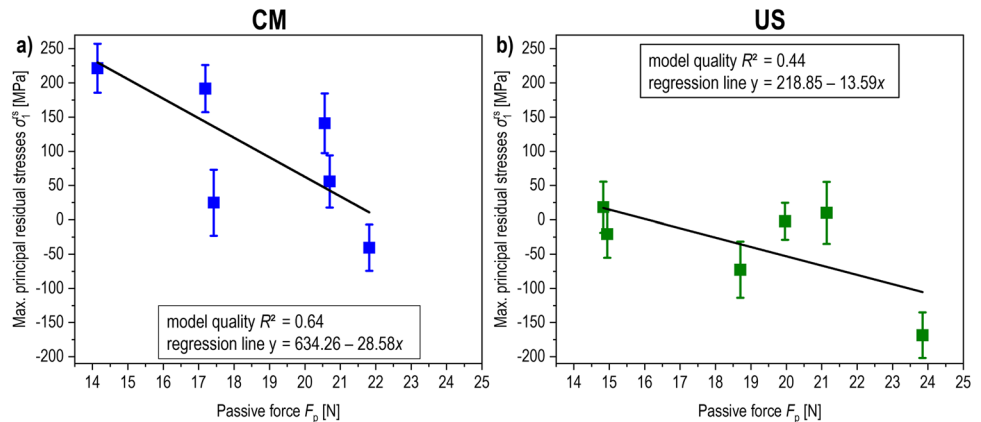 CM
a)
Max. principal residual stresses σ₁ʳˢ [MPa]
250
200
150
100
50
0
-50
-100
-150
-200
model quality R² = 0.64
regression line y = 634.26 – 28.58x
14 15 16 17 18 19 20 21 22 23 24 25
Passive force Fₚ [N]
US
b)
Max. principal residual stresses σ₁ʳˢ [MPa]
250
200
150
100
50
0
-50
-100
-150
-200
model quality R² = 0.44
regression line y = 218.85 – 13.59x
14 15 16 17 18 19 20 21 22 23 24 25
Passive force Fₚ [N]